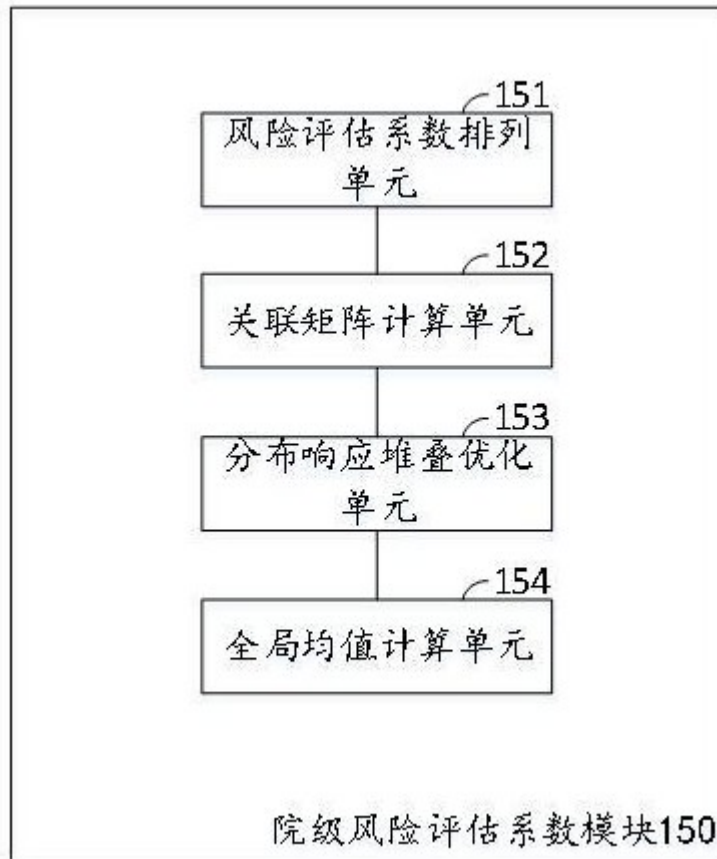 151
风险评估系数排列
单元
152
关联矩阵计算单元
153
分布响应堆叠优化
单元
154
全局均值计算单元
院级风险评估系数模块150